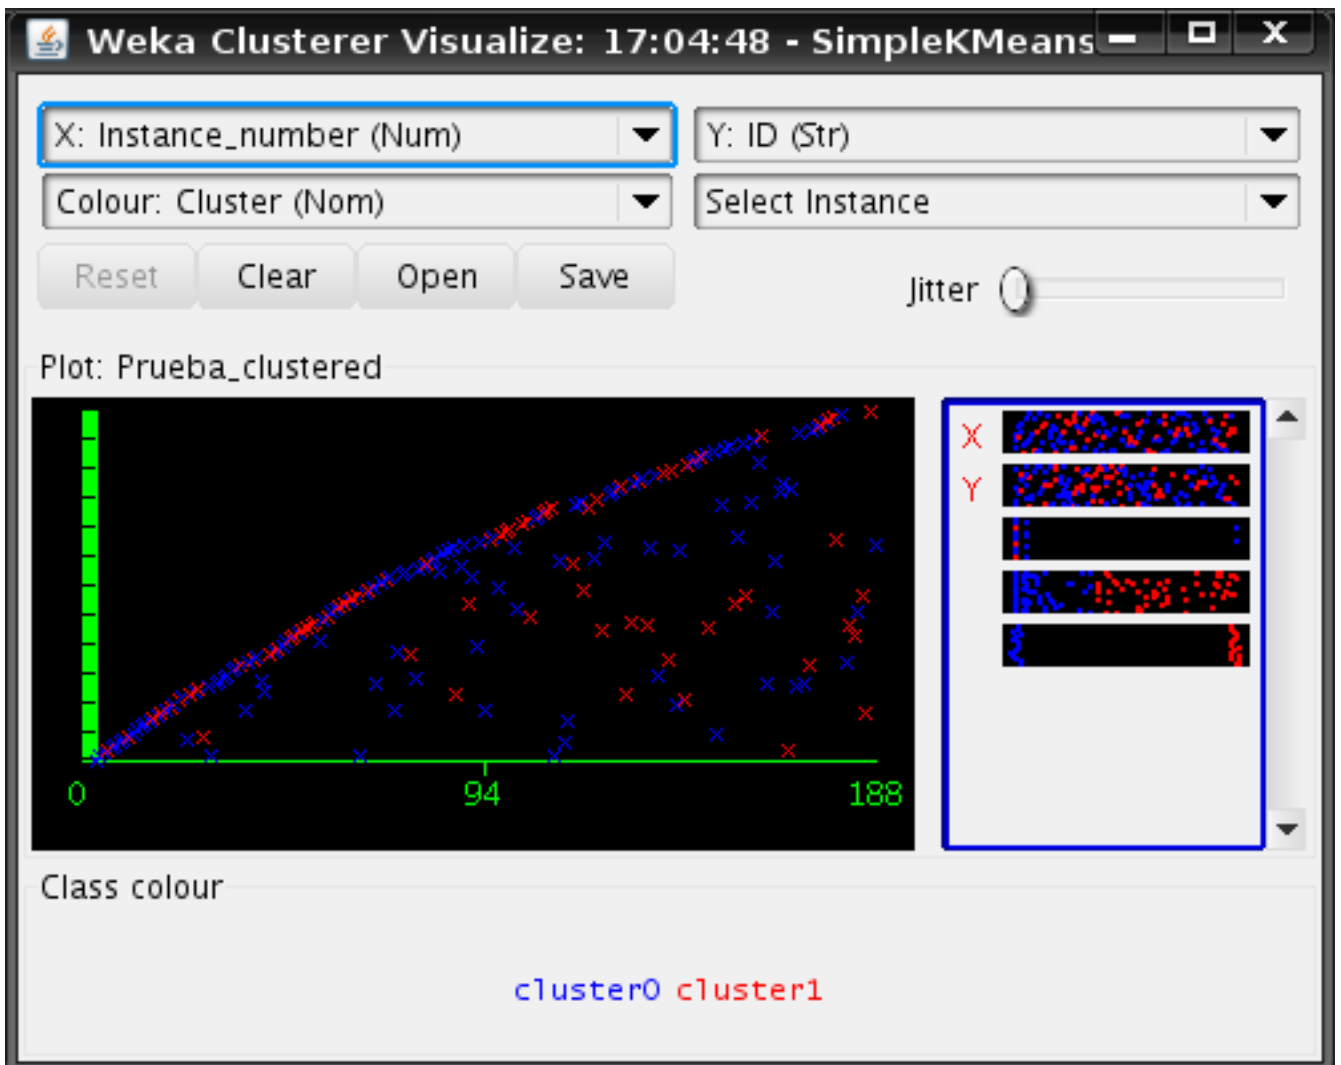 Weka Clusterer Visualize: 17:04:48 - SimpleKMeans
X: Instance_number (Num) Y: ID (Str)
Colour: Cluster (Nom) Select Instance
Reset Clear Open Save Jitter
Plot: Prueba_clustered
X
Y
0 94 188
Class colour
cluster0 cluster1